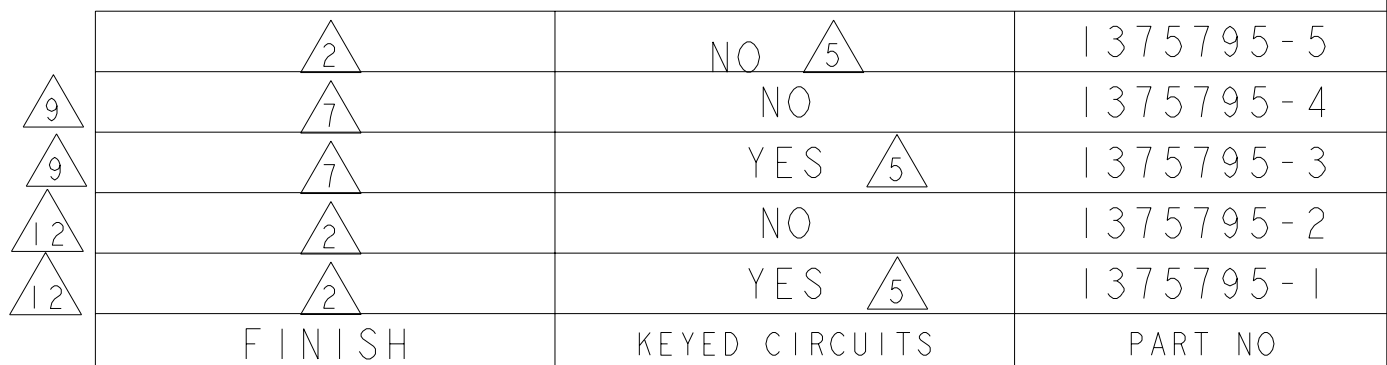 2 NO 5 1375795-5
9 7 NO 1375795-4
9 7 YES 5 1375795-3
12 2 NO 1375795-2
12 2 YES 5 1375795-1
FINISH KEYED CIRCUITS PART NO